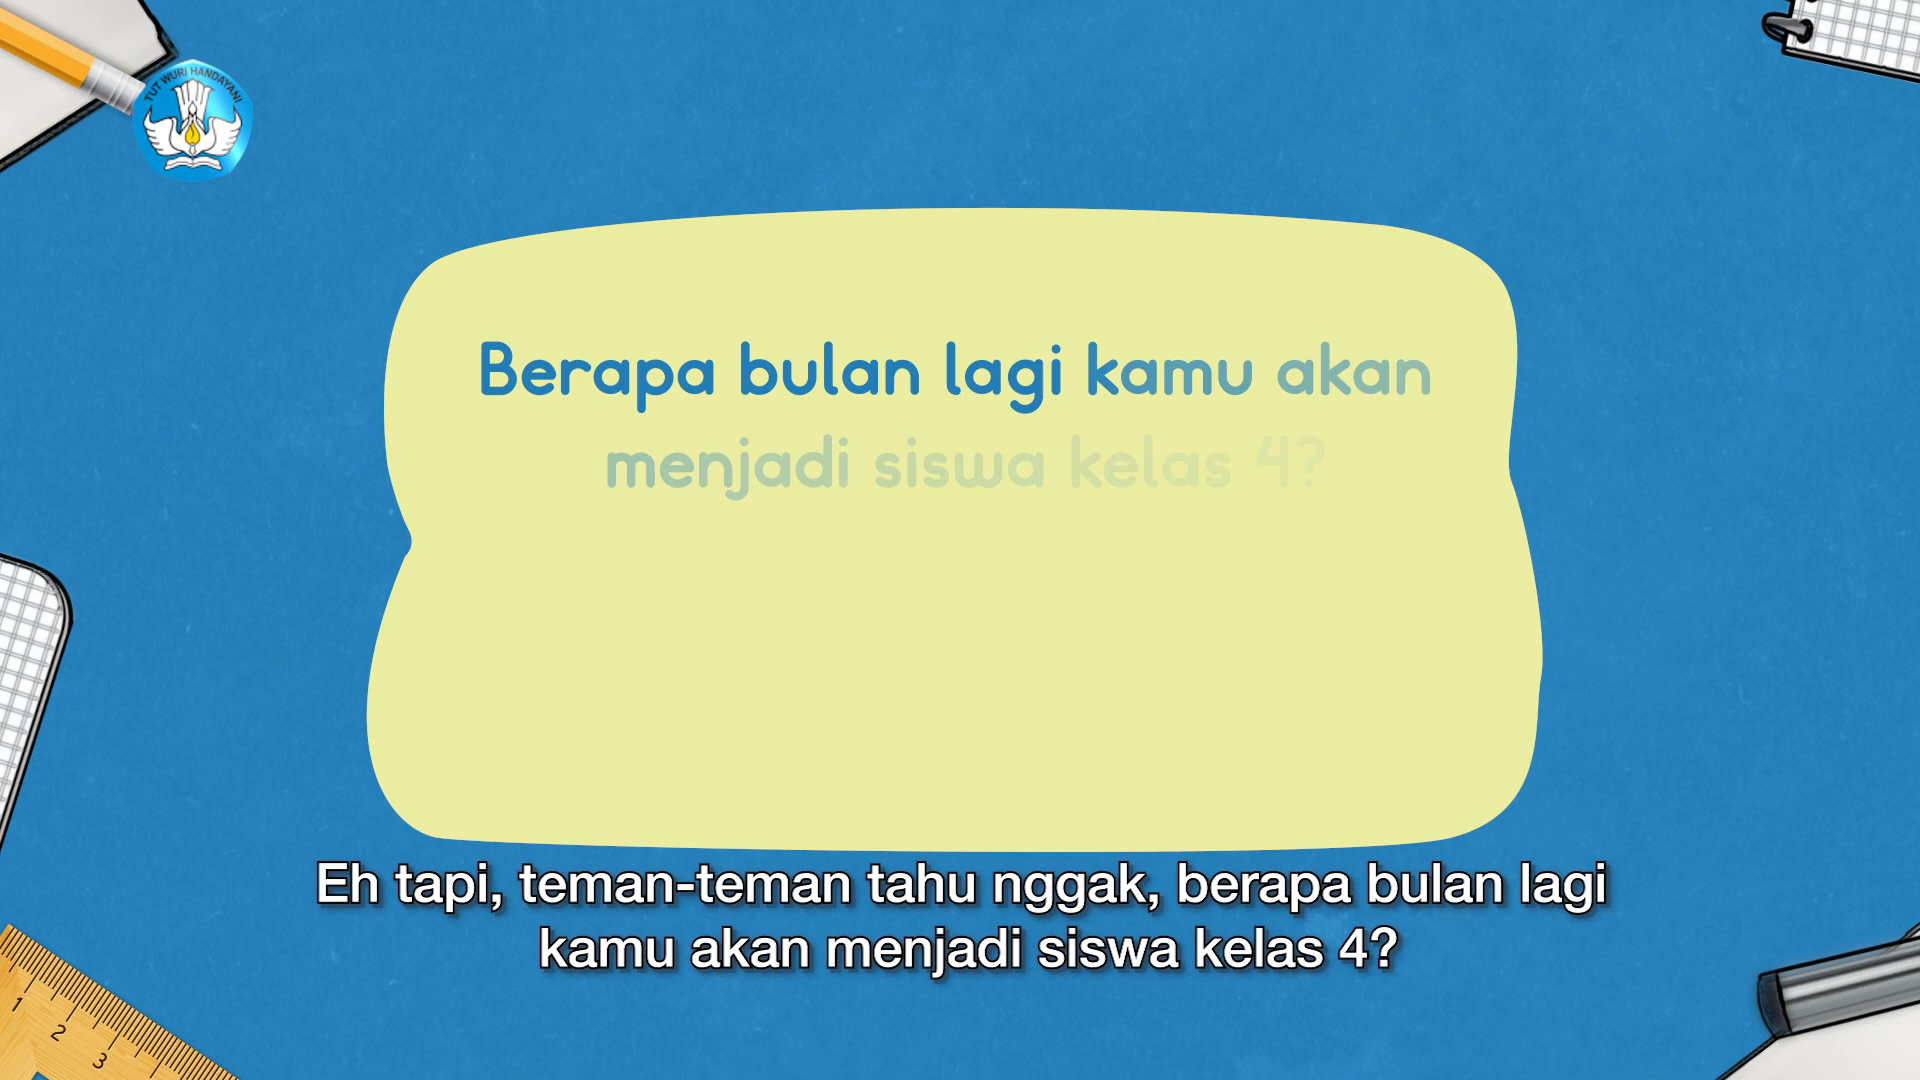 TUT WURI HANDAYANI
Berapa bulan lagi kamu akan
menjadi siswa kelas 4?
Eh tapi, teman-teman tahu nggak, berapa bulan lagi
kamu akan menjadi siswa kelas 4?
1
2
3